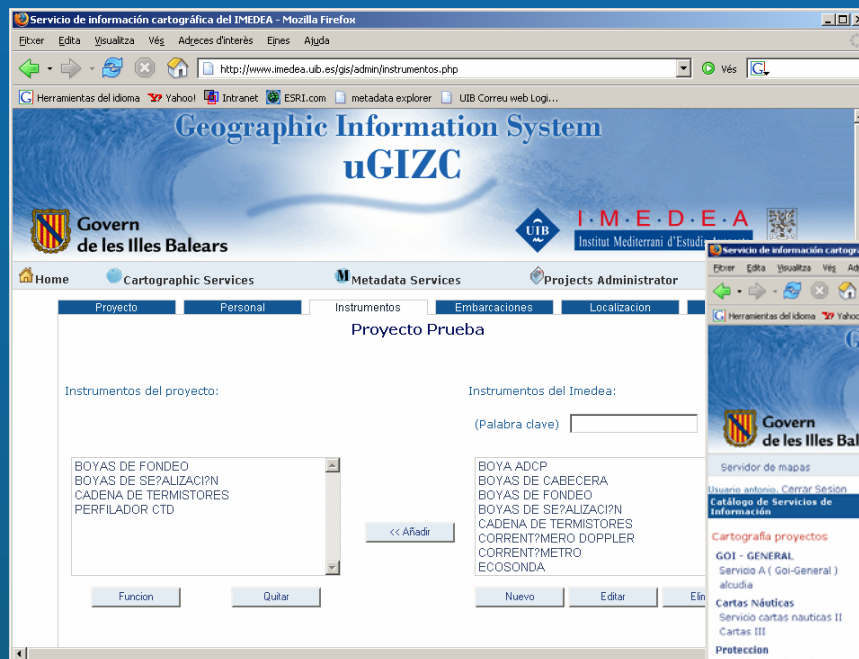 Servicio de información cartográfica del IMEDEA - Mozilla Firefox
Fitxer Edita Visualitza Vés Adreces d'interès Eines Ajuda
http://www.imedea.uib.es/gis/admin/instrumentos.php
Vés
Herramientas del idioma Yahoo! Intranet ESRI.com metadata explorer UIB Correu web Logi...
Geographic Information System
uGIZC
Govern
de les Illes Balears
UIB
I·M·E·D·E·A
Institut Mediterrani d'Estudis
Home Cartographic Services Metadata Services Projects Administrator
Proyecto Personal Instrumentos Embarcaciones Localizacion
Proyecto Prueba
Instrumentos del proyecto:
BOYAS DE FONDEO
BOYAS DE SE?ALIZACI?N
CADENA DE TERMISTORES
PERFILADOR CTD
<< Añadir
Funcion Quitar
Instrumentos del Imedea:
(Palabra clave)
BOYA ADCP
BOYAS DE CABECERA
BOYAS DE FONDEO
BOYAS DE SE?ALIZACI?N
CADENA DE TERMISTORES
CORRENT?MERO DOPPLER
CORRENT?METRO
ECOSONDA
Nuevo Editar Elin
Servicio de información cartogr
Fitxer Edita Visualitza Vés Ad
Herramientas del idioma Yahoo
G
Govern
de les Illes Bal
Servidor de mapas
Usuario antonio. Cerrar Sesion
Catálogo de Servicios de
Información
Cartografía proyectos
GOI - GENERAL
Servicio A ( Goi-General )
alcudia
Cartas Náuticas
Servicio cartas nauticas II
Cartas III
Proteccion